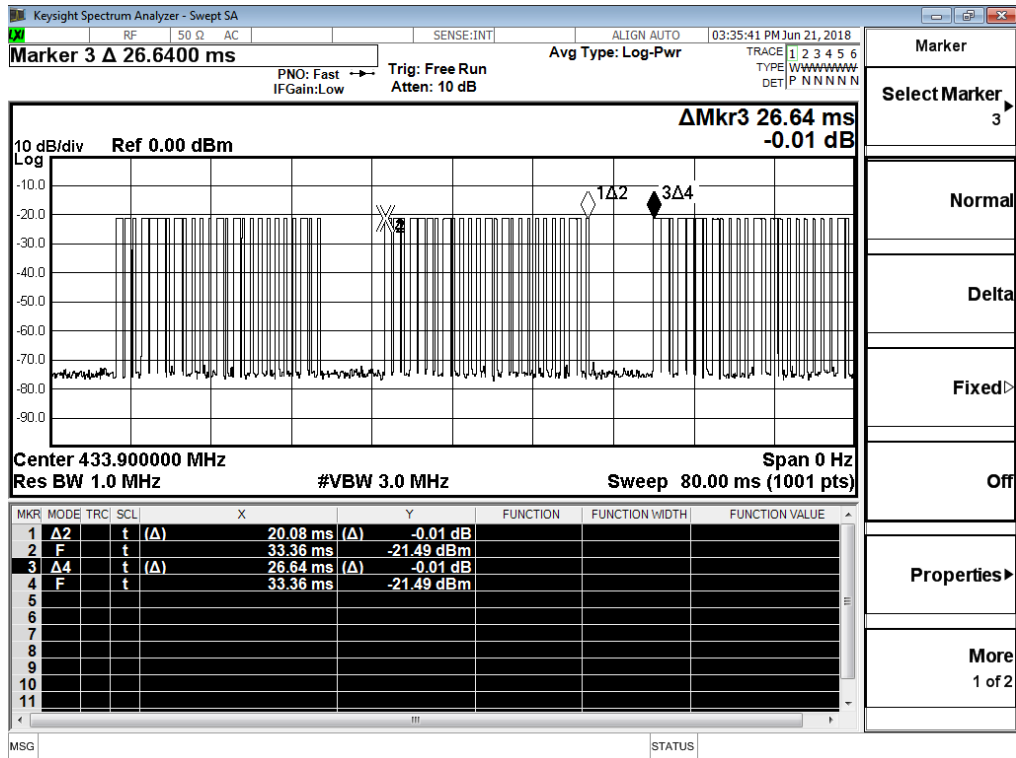 Keysight Spectrum Analyzer - Swept SA
LXI RF 50 Ω AC SENSE:INT ALIGN AUTO 03:35:41 PM Jun 21, 2018
Marker 3 Δ 26.6400 ms
PNO: Fast
IFGain:Low
Trig: Free Run
Atten: 10 dB
Avg Type: Log-Pwr
TRACE 1 2 3 4 5 6
TYPE WWWWWW
DET P N N N N N
ΔMkr3 26.64 ms
-0.01 dB
10 dB/div Ref 0.00 dBm
Log
-10.0
-20.0
-30.0
-40.0
-50.0
-60.0
-70.0
-80.0
-90.0
1Δ2
3Δ4
Center 433.900000 MHz Span 0 Hz
Res BW 1.0 MHz #VBW 3.0 MHz Sweep 80.00 ms (1001 pts)
MKR MODE TRC SCL X Y FUNCTION FUNCTION WIDTH FUNCTION VALUE
1 Δ2 t (Δ) 20.08 ms (Δ) -0.01 dB
2 F t 33.36 ms -21.49 dBm
3 Δ4 t (Δ) 26.64 ms (Δ) -0.01 dB
4 F t 33.36 ms -21.49 dBm
5
6
7
8
9
10
11
MSG STATUS
Marker
Select Marker
3
Normal
Delta
Fixed
Off
Properties
More
1 of 2